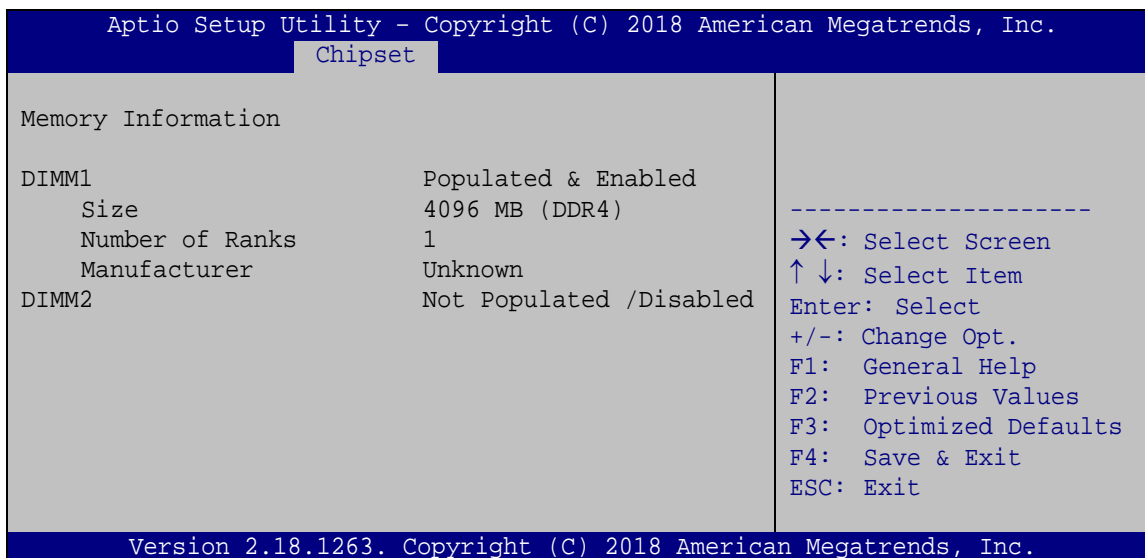 Aptio Setup Utility – Copyright (C) 2018 American Megatrends, Inc.
Chipset
Memory Information
DIMM1 Populated & Enabled
Size 4096 MB (DDR4)
Number of Ranks 1
Manufacturer Unknown
DIMM2 Not Populated /Disabled
---------------------
→←: Select Screen
↑ ↓: Select Item
Enter: Select
+/-: Change Opt.
F1: General Help
F2: Previous Values
F3: Optimized Defaults
F4: Save & Exit
ESC: Exit
Version 2.18.1263. Copyright (C) 2018 American Megatrends, Inc.